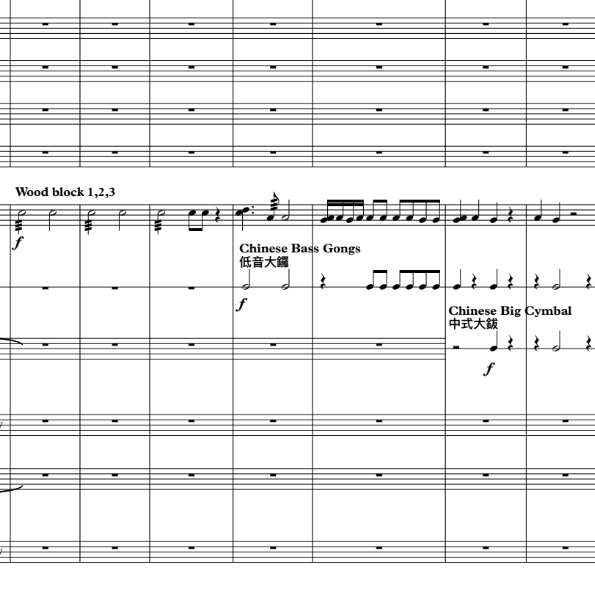 Wood block 1,2,3
f
Chinese Bass Gongs
低音大鑼
f
Chinese Big Cymbal
中式大鈸
f